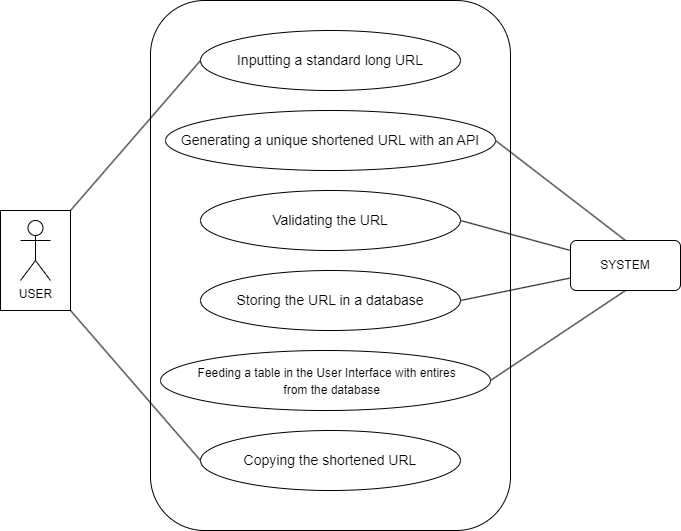 Inputting a standard long URL
Generating a unique shortened URL with an API
Validating the URL
USER
SYSTEM
Storing the URL in a database
Feeding a table in the User Interface with entires
from the database
Copying the shortened URL